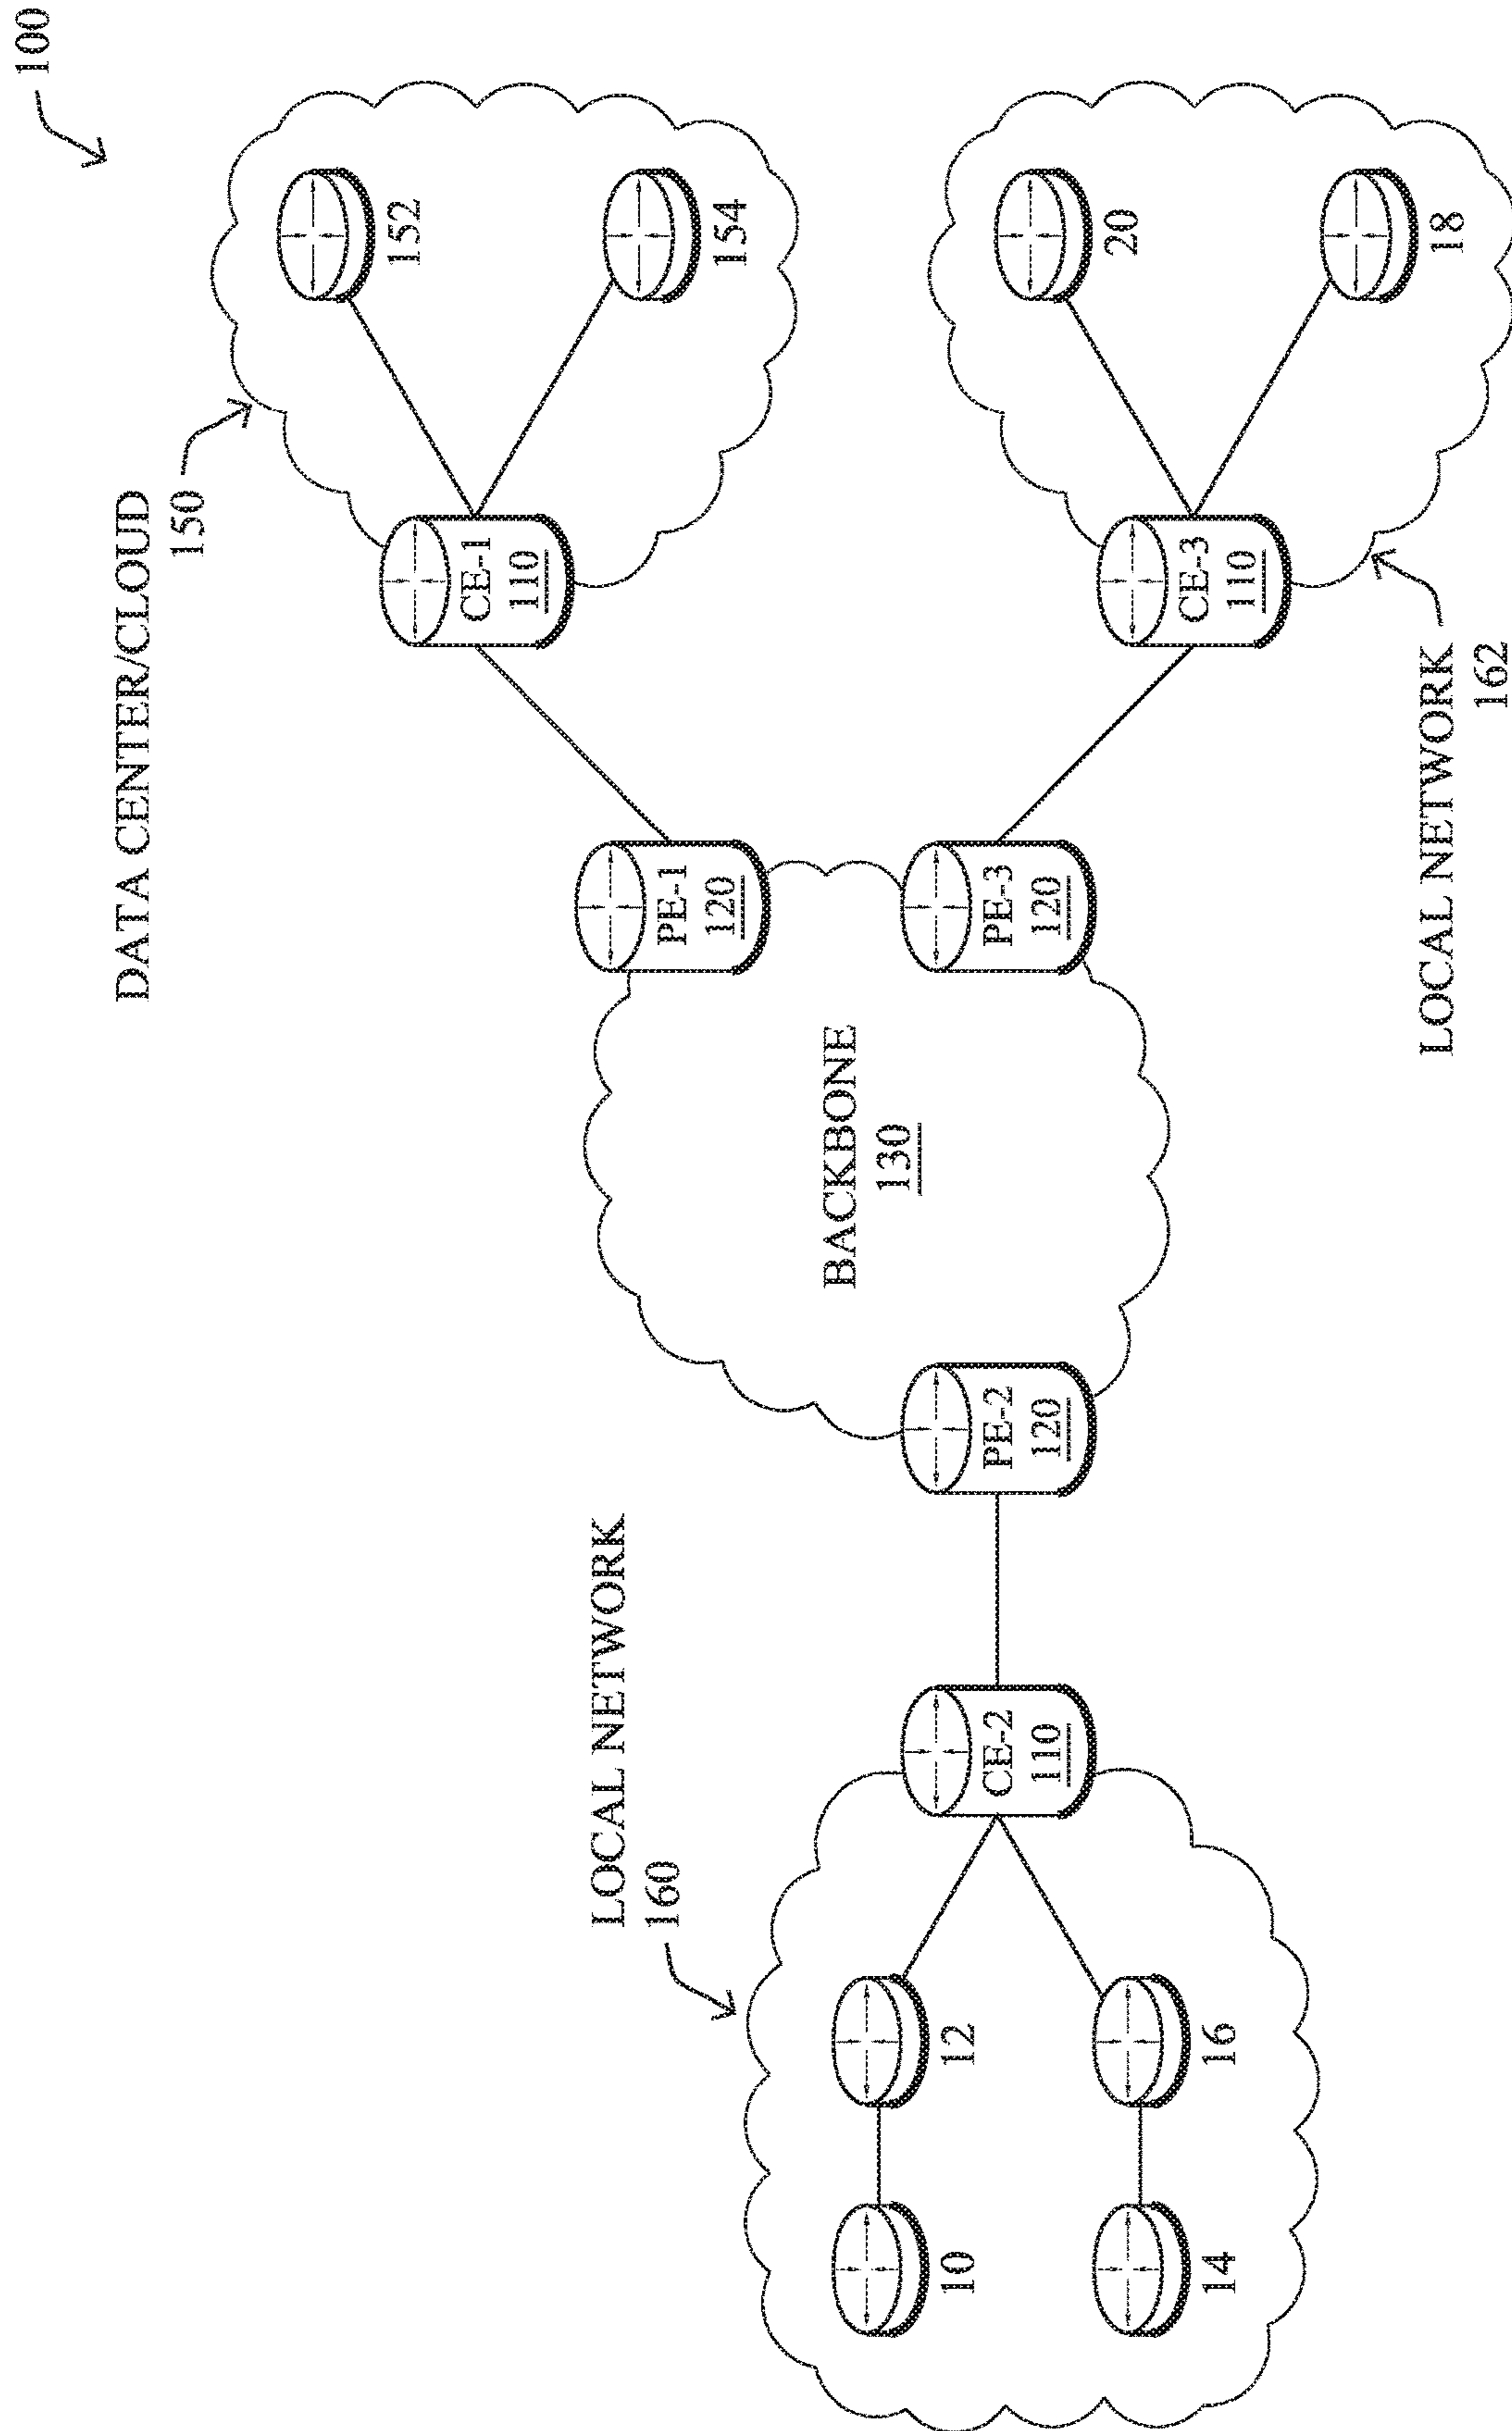 100
DATA CENTER/CLOUD
150
152
CE-1
110
154
LOCAL NETWORK
160
PE-1
120
BACKBONE
130
10
12
CE-2
110
PE-2
120
PE-3
120
20
14
16
CE-3
110
LOCAL NETWORK
162
18